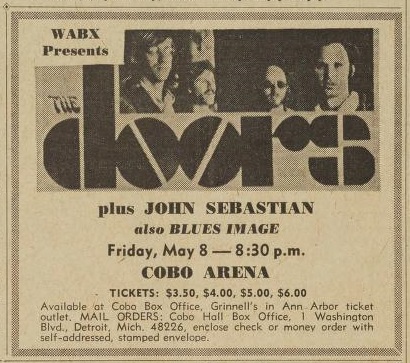 WABX
Presents
THE
doors
plus JOHN SEBASTIAN
also BLUES IMAGE
Friday, May 8 — 8:30 p.m.
COBO ARENA
TICKETS: $3.50, $4.00, $5.00, $6.00
Available at Cobo Box Office, Grinnell's in Ann Arbor ticket
outlet. MAIL ORDERS: Cobo Hall Box Office, 1 Washington
Blvd., Detroit, Mich. 48226, enclose check or money order with
self-addressed, stamped envelope.